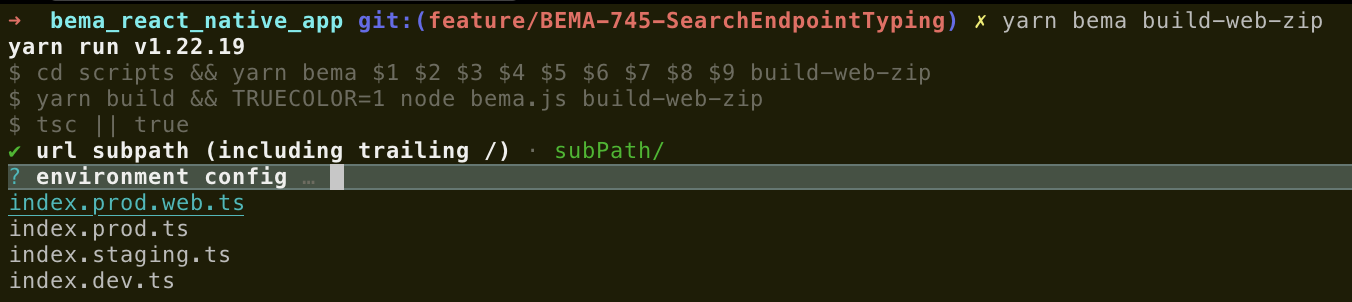 ➜  bema_react_native_app git:(feature/BEMA-745-SearchEndpointTyping) ✗ yarn bema build-web-zip
yarn run v1.22.19
$ cd scripts && yarn bema $1 $2 $3 $4 $5 $6 $7 $8 $9 build-web-zip
$ yarn build && TRUECOLOR=1 node bema.js build-web-zip
$ tsc || true
✔ url subpath (including trailing /) · subPath/
? environment config …
index.prod.web.ts
index.prod.ts
index.staging.ts
index.dev.ts